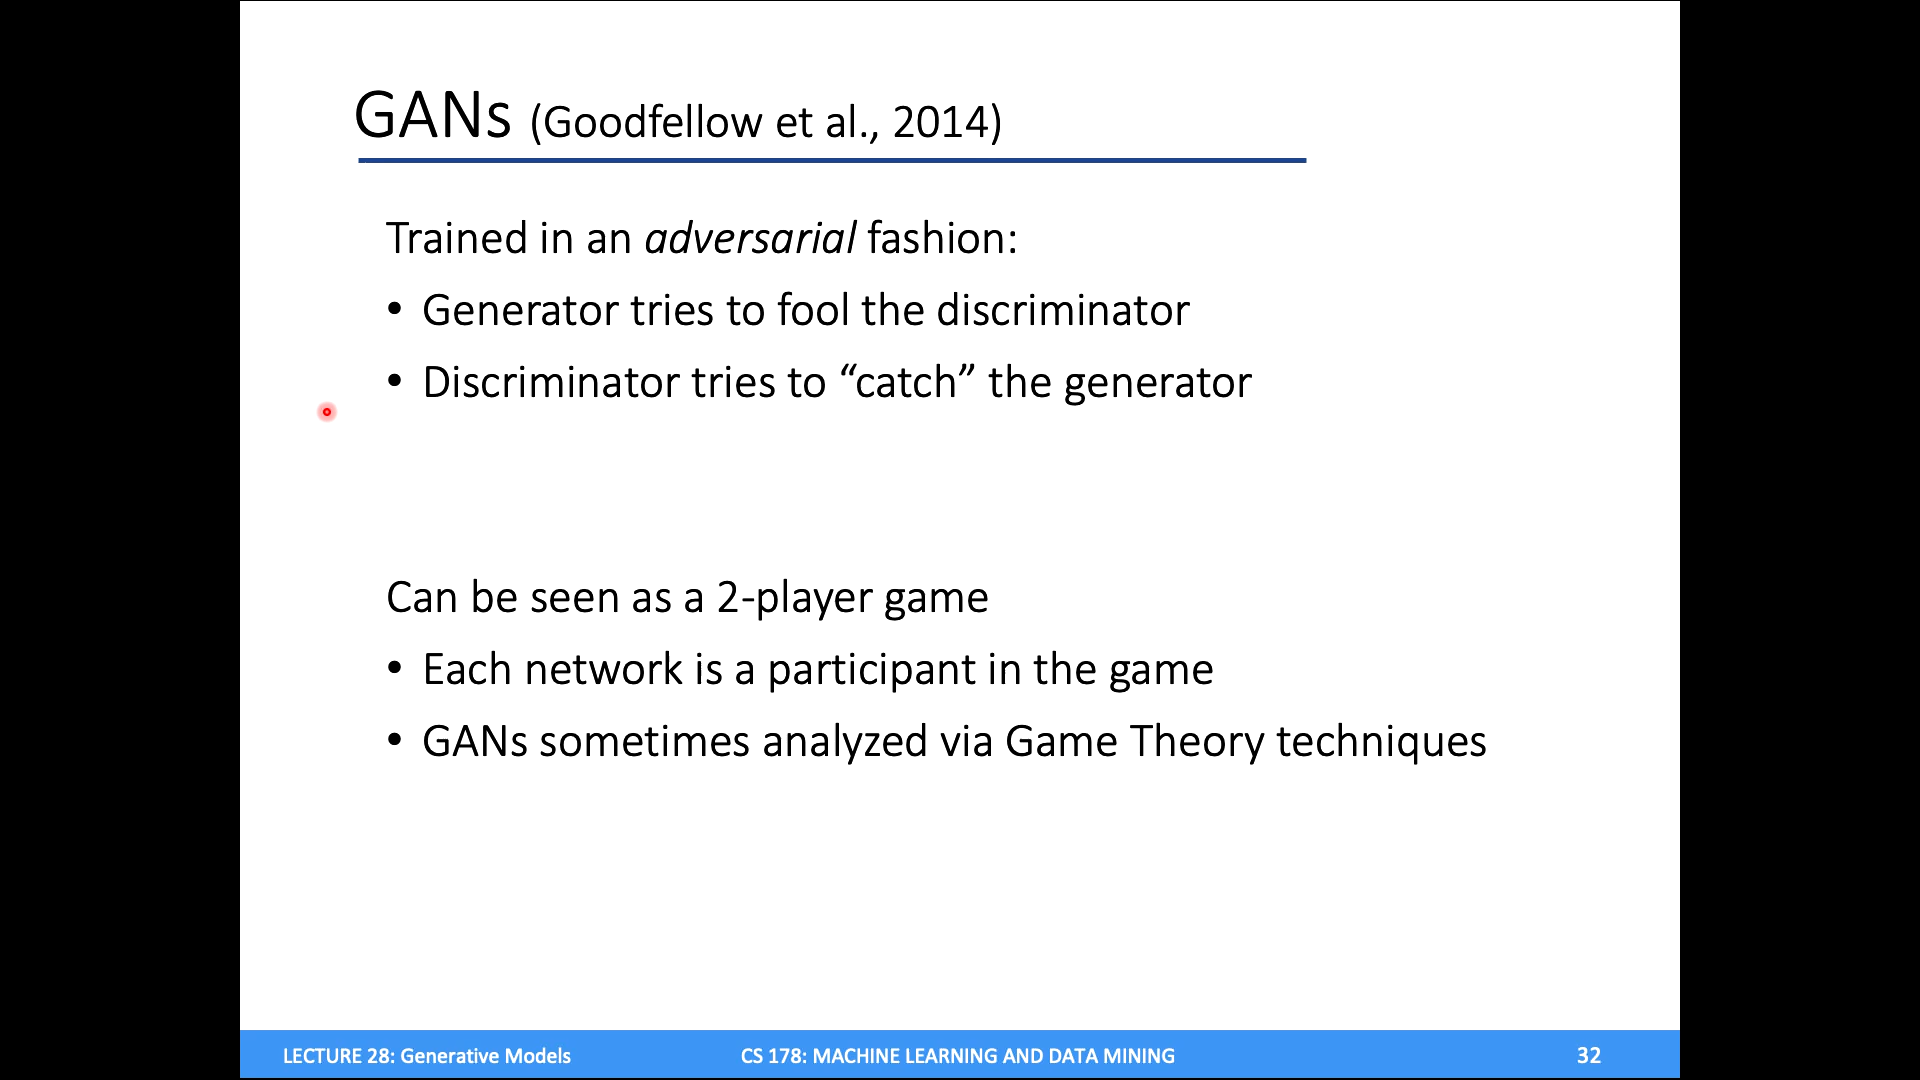 GANs (Goodfellow et al., 2014)
Trained in an adversarial fashion:
• Generator tries to fool the discriminator
• Discriminator tries to “catch” the generator
Can be seen as a 2-player game
• Each network is a participant in the game
• GANs sometimes analyzed via Game Theory techniques
LECTURE 28: Generative Models
CS 178: MACHINE LEARNING AND DATA MINING
32